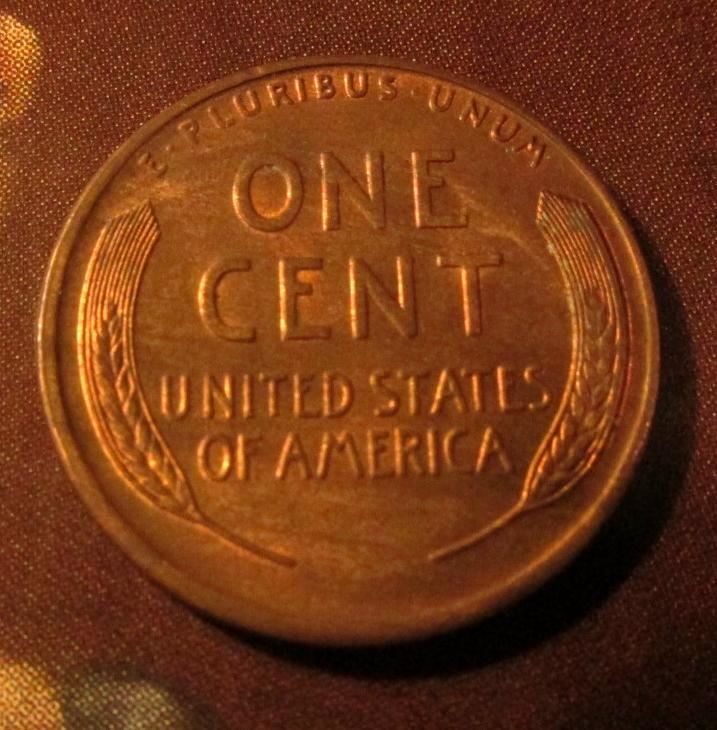 E · PLURIBUS · UNUM
ONE
CENT
UNITED STATES
OF AMERICA